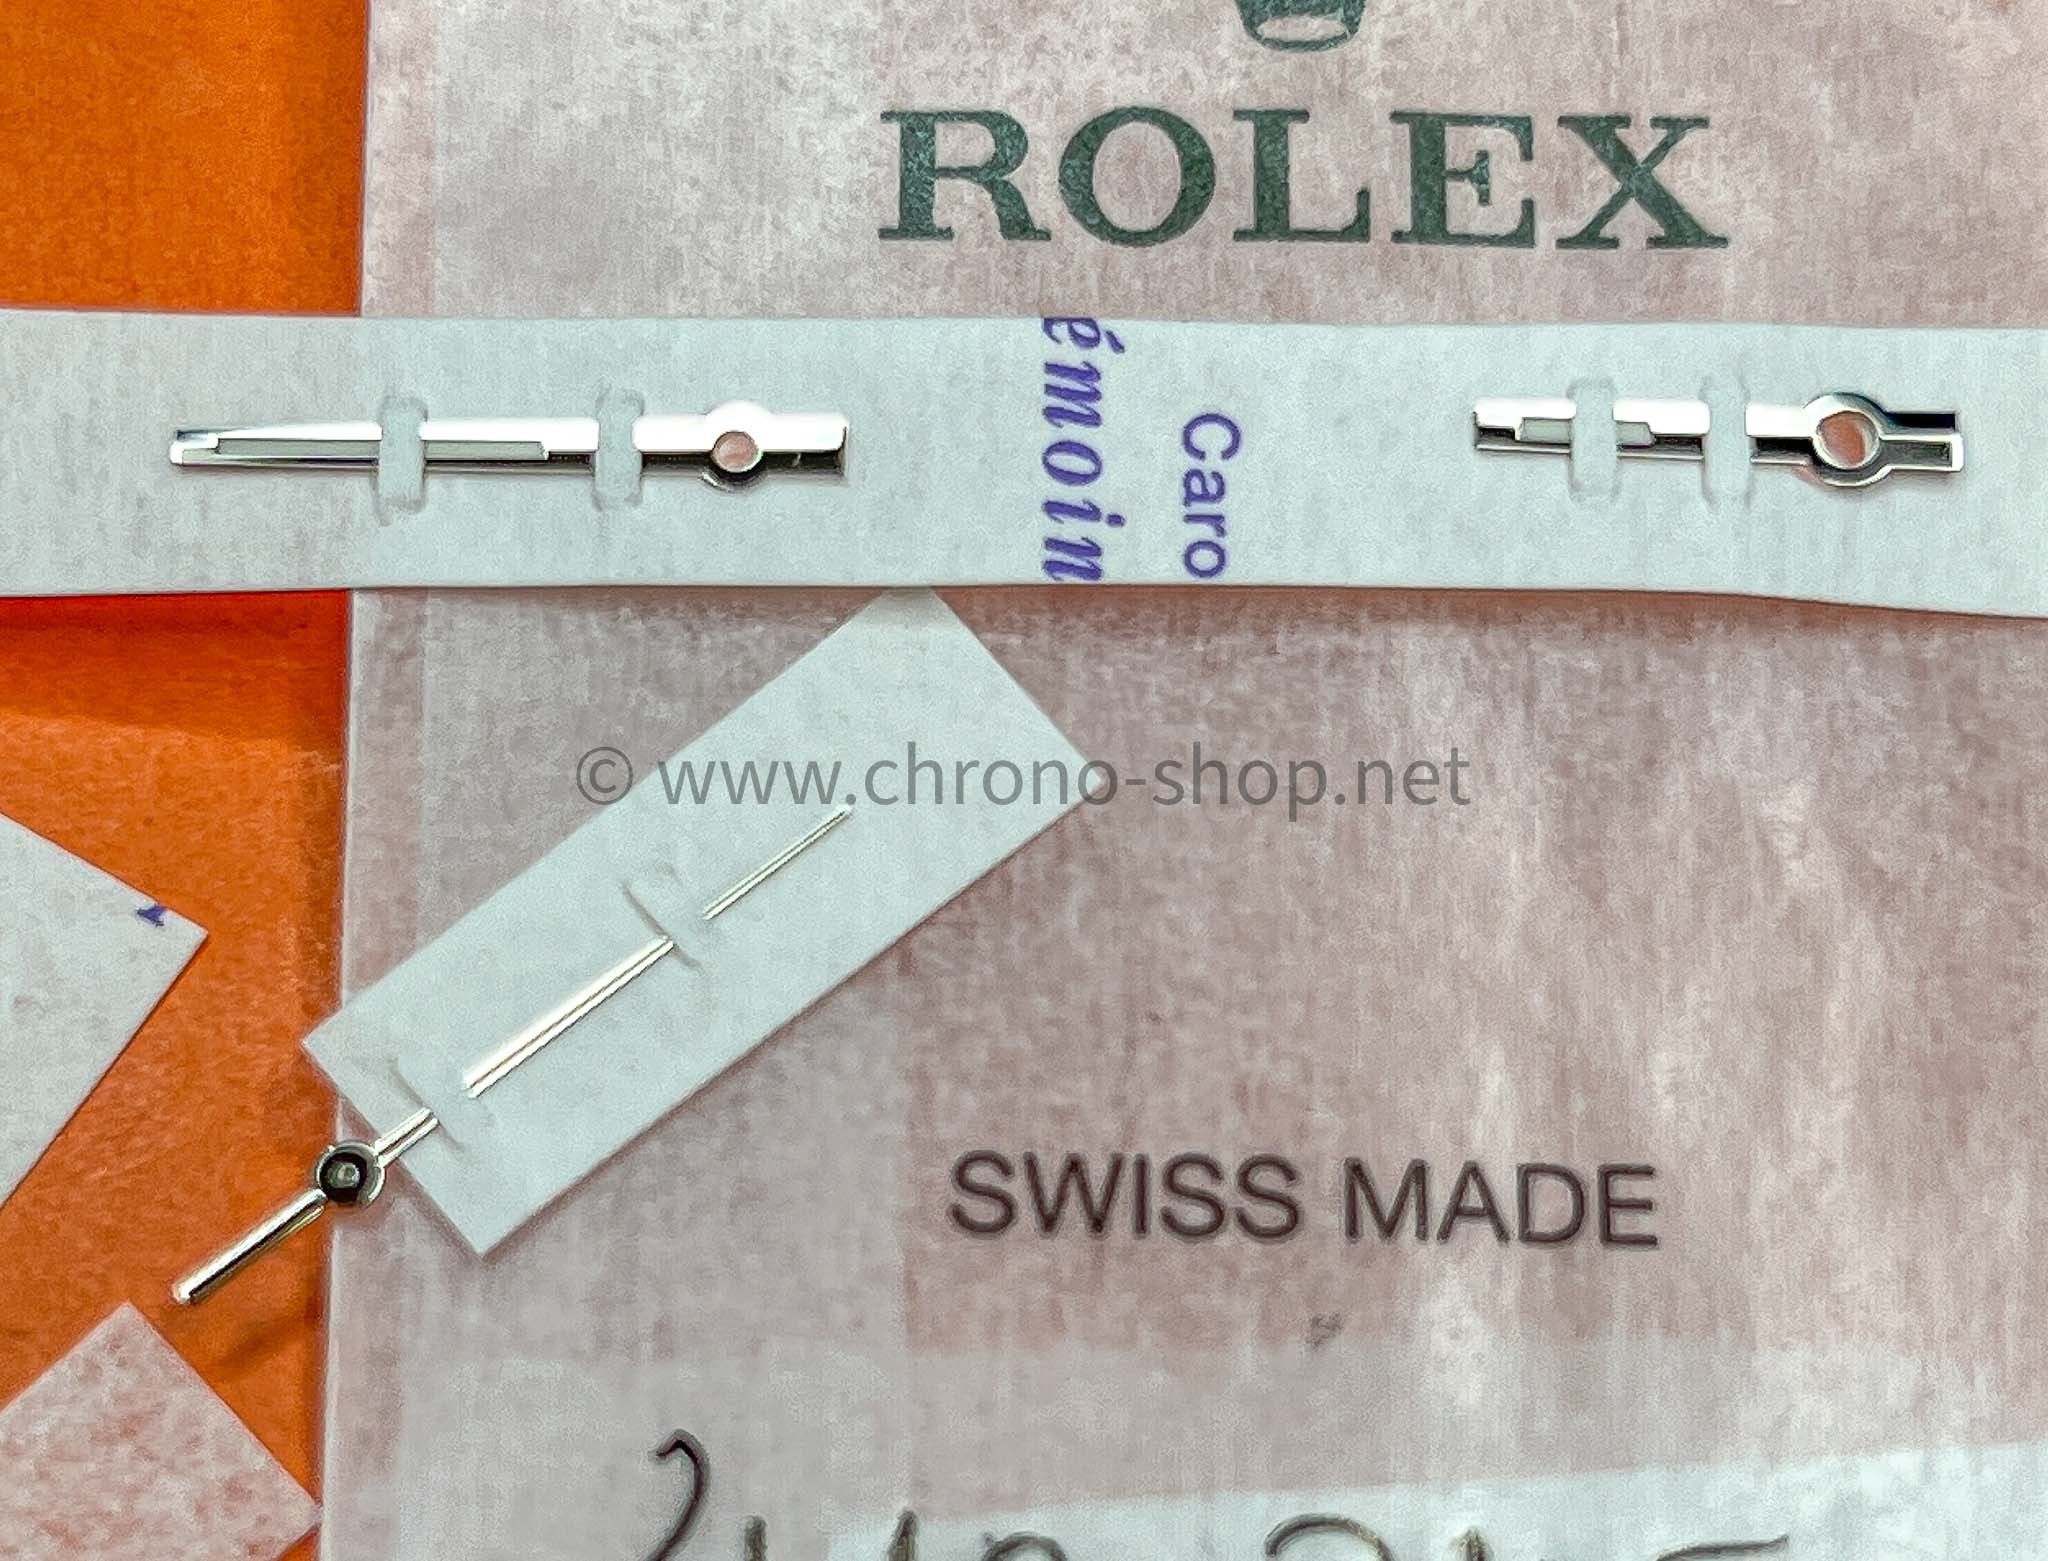 ROLEX
émoin
Caro
© www.chrono-shop.net
SWISS MADE